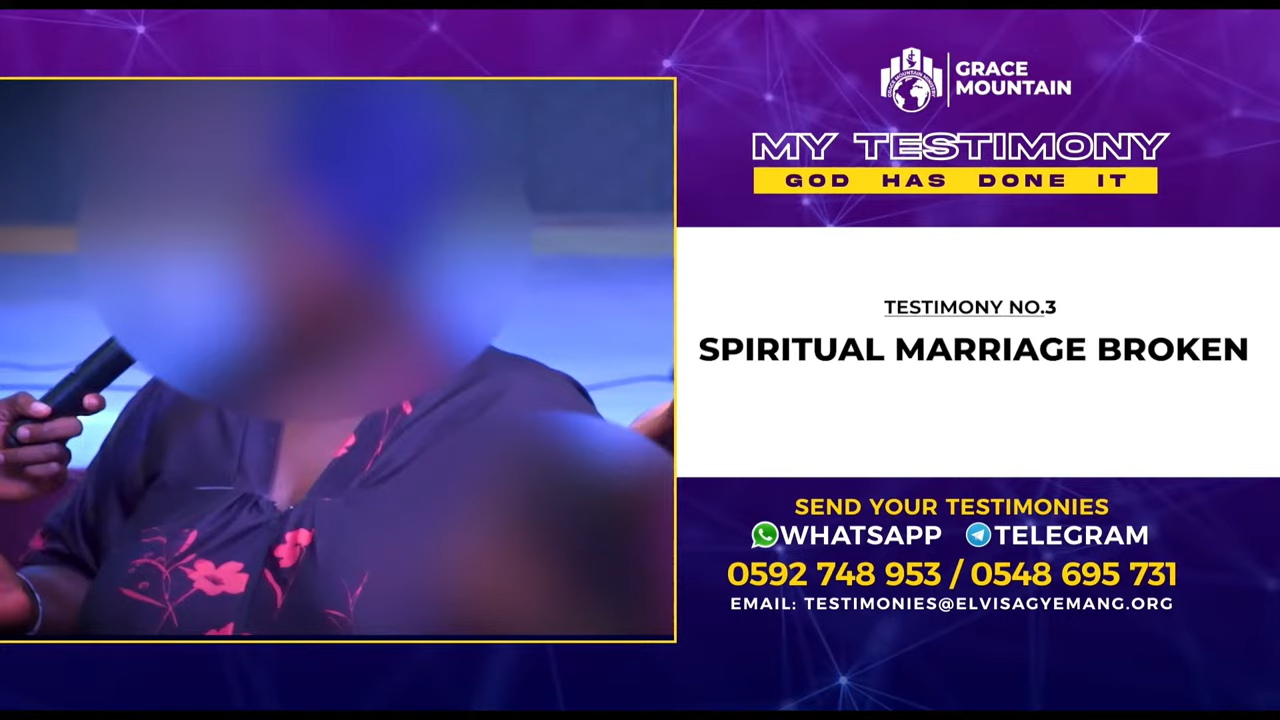 GRACE
MOUNTAIN
MY TESTIMONY
GOD HAS DONE IT
TESTIMONY NO.3
SPIRITUAL MARRIAGE BROKEN
SEND YOUR TESTIMONIES
WHATSAPP TELEGRAM
0592 748 953 / 0548 695 731
EMAIL: TESTIMONIES@ELVISAGYEMANG.ORG